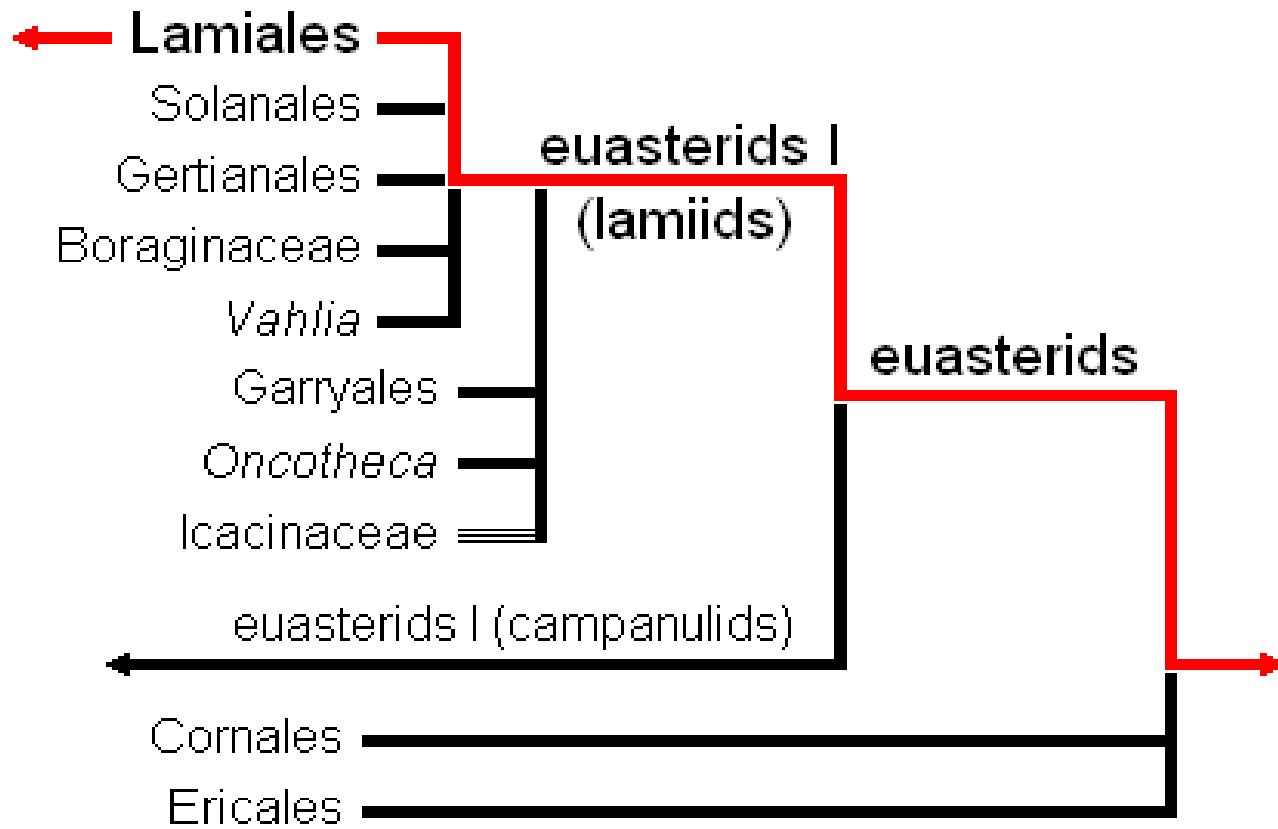 Lamiales
Solanales
Gertianales
Boraginaceae
Vahlia
euasterids I
(lamiids)
euasterids
Garryales
Oncotheca
Icacinaceae
euasterids I (campanulids)
Cornales
Ericales